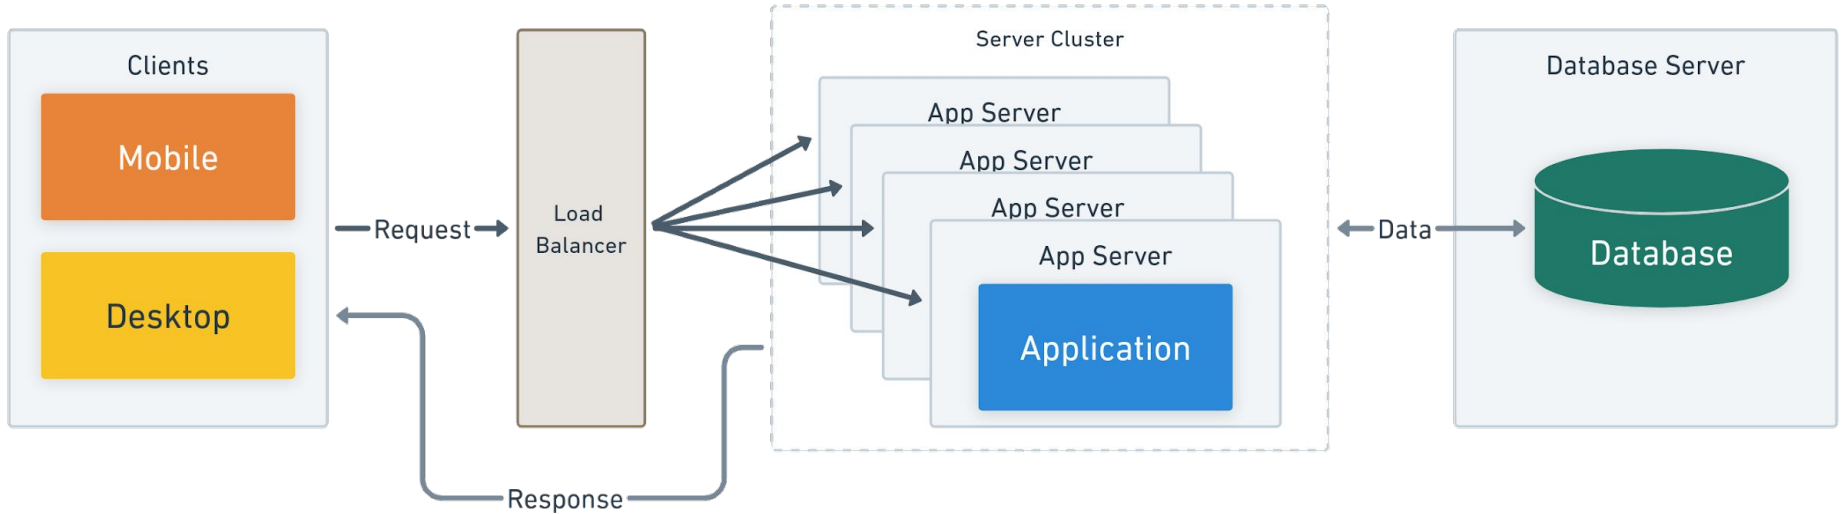 Clients
Mobile
Desktop
Request
Load
Balancer
Response
Server Cluster
App Server
App Server
App Server
App Server
Application
Data
Database Server
Database